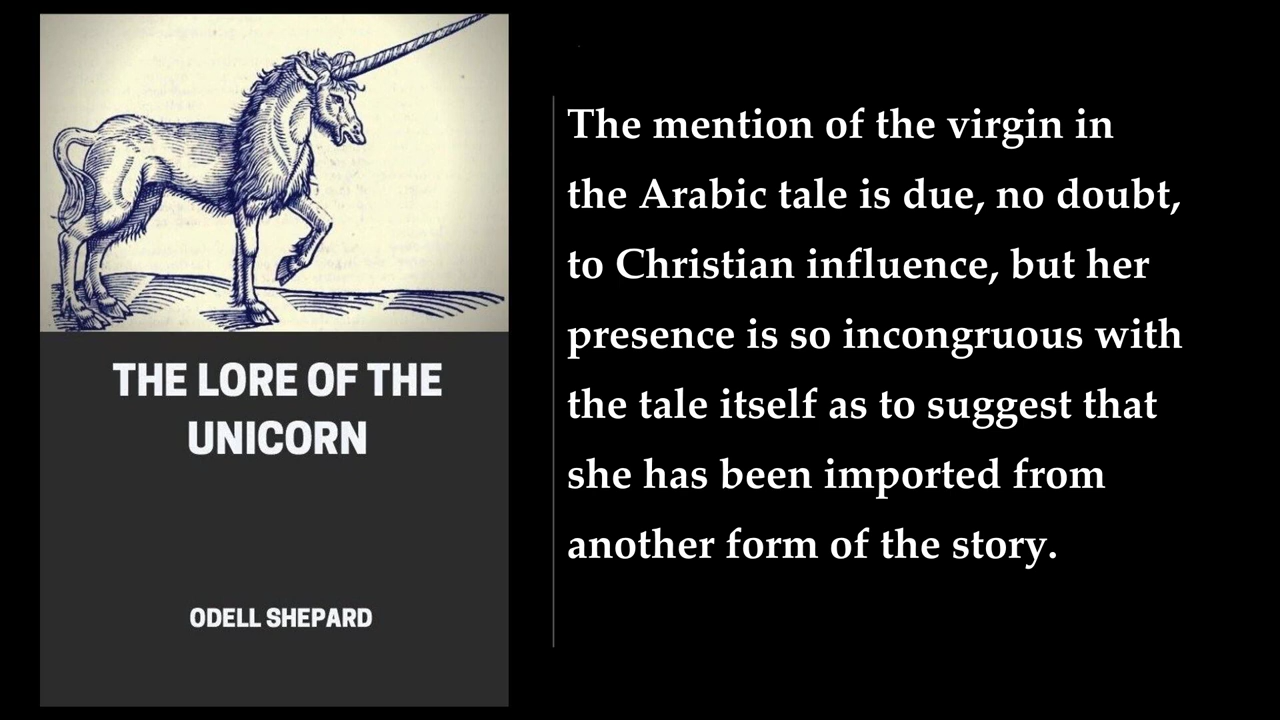 THE LORE OF THE
UNICORN
ODELL SHEPARD
The mention of the virgin in
the Arabic tale is due, no doubt,
to Christian influence, but her
presence is so incongruous with
the tale itself as to suggest that
she has been imported from
another form of the story.